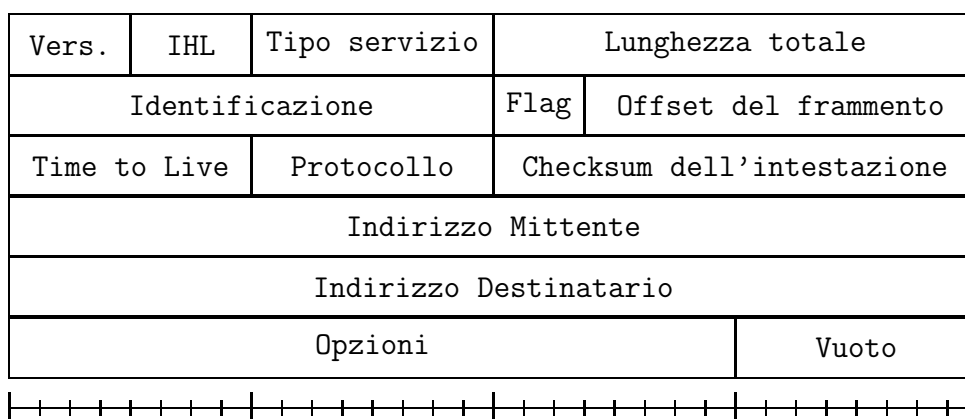 Vers. IHL Tipo servizio Lunghezza totale
Identificazione Flag Offset del frammento
Time to Live Protocollo Checksum dell'intestazione
Indirizzo Mittente
Indirizzo Destinatario
Opzioni Vuoto